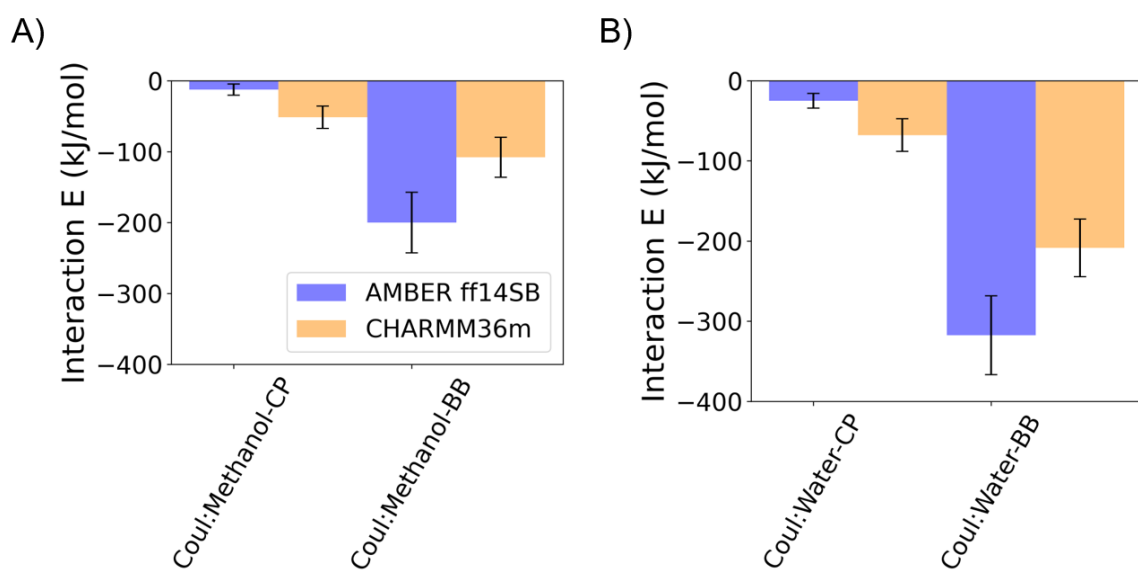 A)
Interaction E (kJ/mol)
0
−100
−200
−300
−400
AMBER ff14SB
CHARMM36m
Coul:Methanol-CP
Coul:Methanol-BB
B)
Interaction E (kJ/mol)
0
−100
−200
−300
−400
Coul:Water-CP
Coul:Water-BB